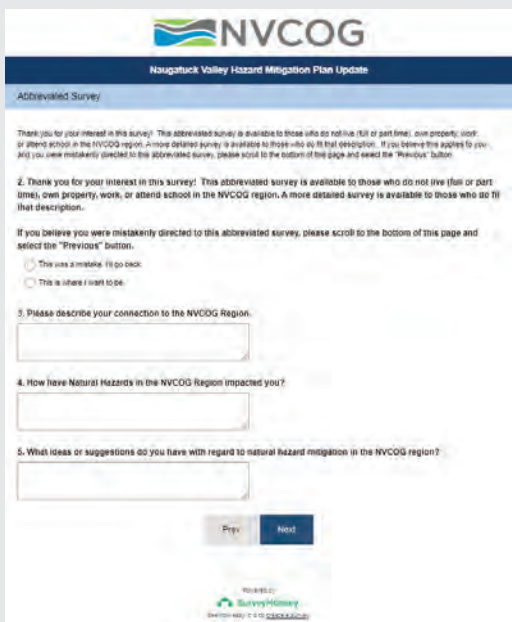 NVCOG
Naugatuck Valley Hazard Mitigation Plan Update
Abbreviated Survey
Thank you for your interest in this survey! This abbreviated survey is available to those who do not live (full or part time), own property, work,
or attend school in the NVCOG region. A more detailed survey is available to those who do fit that description. If you believe this applies to you
and you were mistakenly directed to this abbreviated survey, please scroll to the bottom of this page and select the "Previous" button.
2. Thank you for your interest in this survey! This abbreviated survey is available to those who do not live (full or part
time), own property, work, or attend school in the NVCOG region. A more detailed survey is available to those who do fit
that description.
If you believe you were mistakenly directed to this abbreviated survey, please scroll to the bottom of this page and
select the "Previous" button.
This was a mistake. I'll go back.
This is where I want to be.
3. Please describe your connection to the NVCOG Region.
4. How have Natural Hazards in the NVCOG Region impacted you?
5. What ideas or suggestions do you have with regard to natural hazard mitigation in the NVCOG region?
Prev
Next
Powered by
SurveyMonkey
See how easy it is to create a survey.